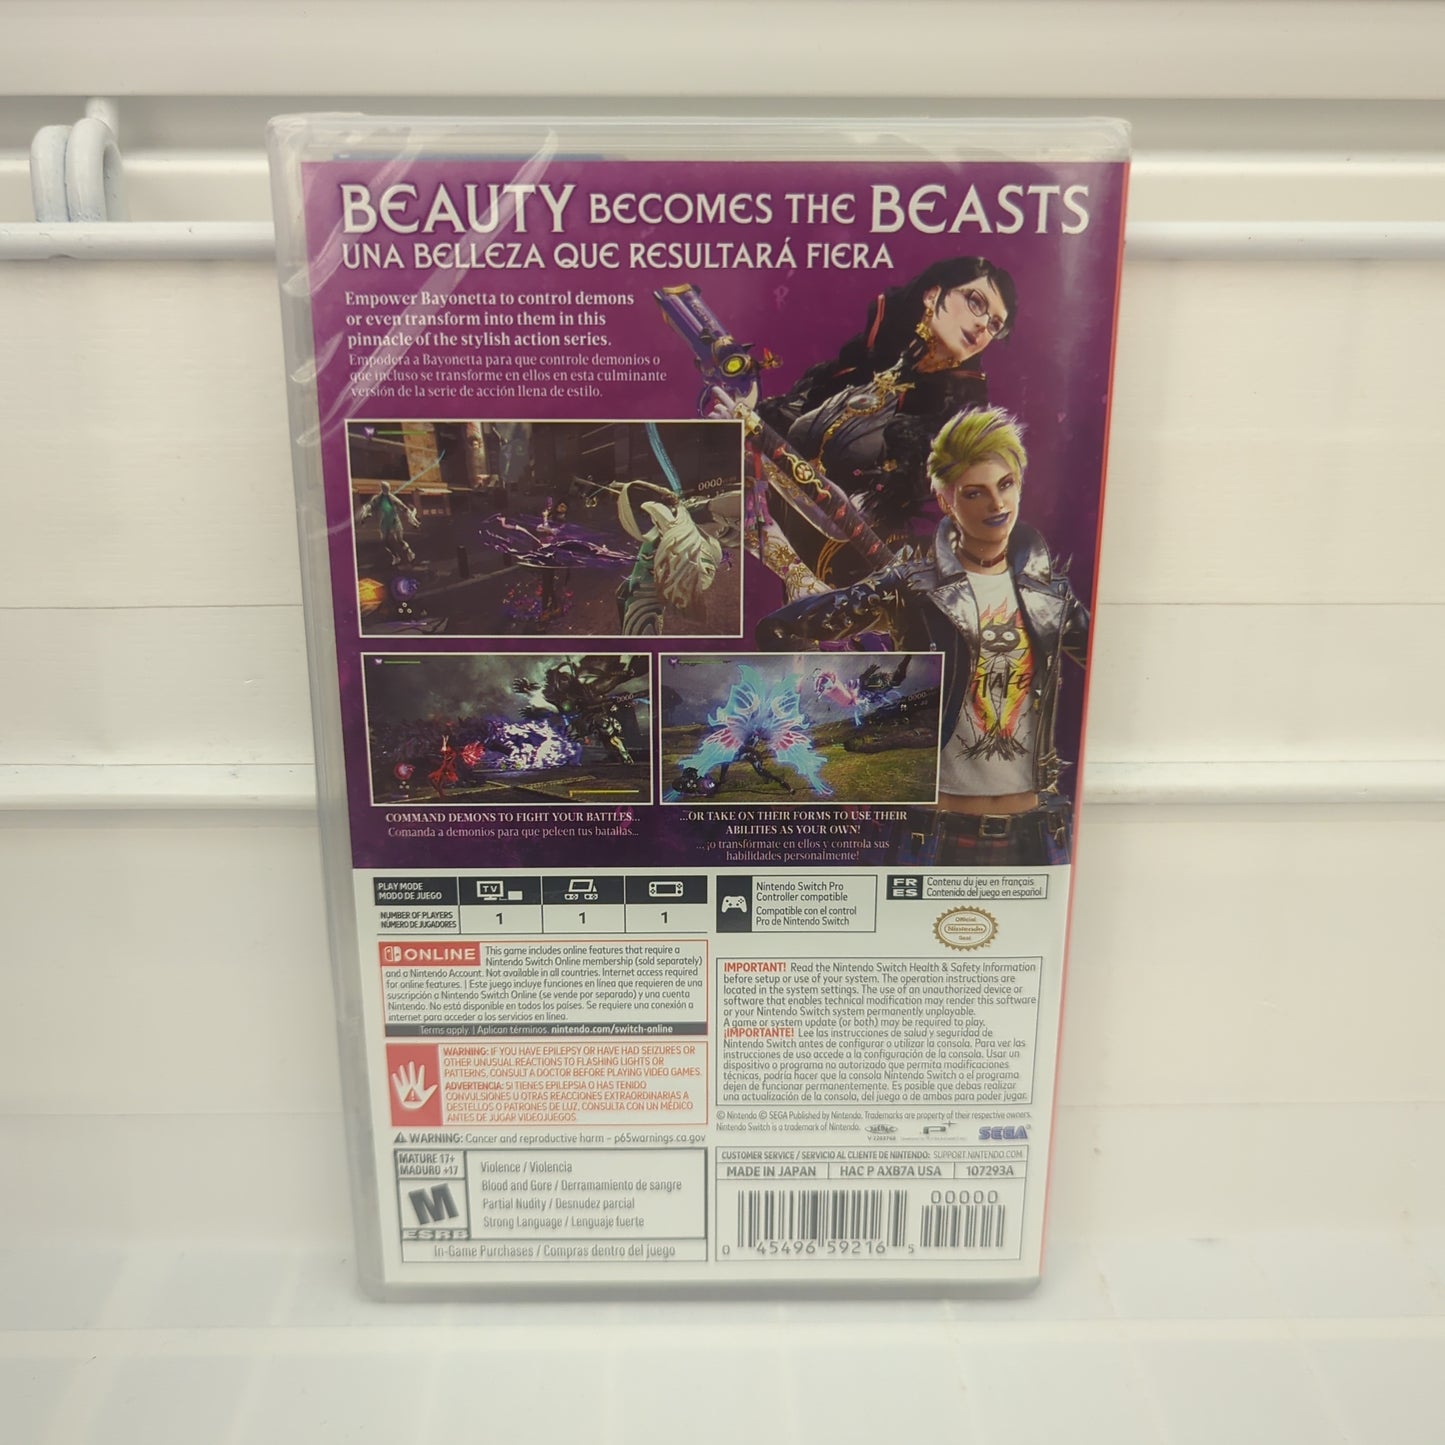 BEAUTY BECOMES THE BEASTS
UNA BELLEZA QUE RESULTARÁ FIERA
Empower Bayonetta to control demons
or even transform into them in this
pinnacle of the stylish action series.
Empodera a Bayonetta para que controle demonios o
que incluso se transforme en ellos en esta culminante
versión de la serie de acción llena de estilo.
COMMAND DEMONS TO FIGHT YOUR BATTLES...
Comanda a demonios para que peleen tus batallas...
...OR TAKE ON THEIR FORMS TO USE THEIR
ABILITIES AS YOUR OWN!
...¡o transfórmate en ellos y controla sus
habilidades personalmente!
PLAY MODE
MODO DE JUEGO
TV
NUMBER OF PLAYERS
NÚMERO DE JUGADORES
1 1 1
Nintendo Switch Pro
Controller compatible
Compatible con el control
Pro de Nintendo Switch
FR
ES
Contenu du jeu en français
Contenido del juego en español
Official
Nintendo
Seal
ONLINE This game includes online features that require a
Nintendo Switch Online membership (sold separately)
and a Nintendo Account. Not available in all countries. Internet access required
for online features. | Este juego incluye funciones en línea que requieren de una
suscripción a Nintendo Switch Online (se vende por separado) y una cuenta
Nintendo. No está disponible en todos los países. Se requiere una conexión a
internet para acceder a los servicios en línea.
Terms apply. | Aplican términos. nintendo.com/switch-online
WARNING: IF YOU HAVE EPILEPSY OR HAVE HAD SEIZURES OR
OTHER UNUSUAL REACTIONS TO FLASHING LIGHTS OR
PATTERNS, CONSULT A DOCTOR BEFORE PLAYING VIDEO GAMES.
ADVERTENCIA: SI TIENES EPILEPSIA O HAS TENIDO
CONVULSIONES U OTRAS REACCIONES EXTRAORDINARIAS A
DESTELLOS O PATRONES DE LUZ, CONSULTA CON UN MÉDICO
ANTES DE JUGAR VIDEOJUEGOS.
WARNING: Cancer and reproductive harm – p65warnings.ca.gov
IMPORTANT! Read the Nintendo Switch Health & Safety Information
before setup or use of your system. The operation instructions are
located in the system settings. The use of an unauthorized device or
software that enables technical modification may render this software
or your Nintendo Switch system permanently unplayable.
A game or system update (or both) may be required to play.
¡IMPORTANTE! Lee las instrucciones de salud y seguridad de
Nintendo Switch antes de configurar o utilizar la consola. Para ver las
instrucciones de uso accede a la configuración de la consola. Usar un
dispositivo o programa no autorizado que permita modificaciones
técnicas, podría hacer que la consola Nintendo Switch o el programa
dejen de funcionar permanentemente. Es posible que debas realizar
una actualización de la consola, del juego o de ambos para poder jugar.
© Nintendo © SEGA Published by Nintendo. Trademarks are property of their respective owners.
Nintendo Switch is a trademark of Nintendo.
SEGA
MATURE 17+
MADURO +17
M
ESRB
Violence / Violencia
Blood and Gore / Derramamiento de sangre
Partial Nudity / Desnudez parcial
Strong Language / Lenguaje fuerte
In-Game Purchases / Compras dentro del juego
CUSTOMER SERVICE / SERVICIO AL CLIENTE DE NINTENDO: SUPPORT.NINTENDO.COM
MADE IN JAPAN HAC P AXB7A USA 107293A
00000
0 45496 59216 5